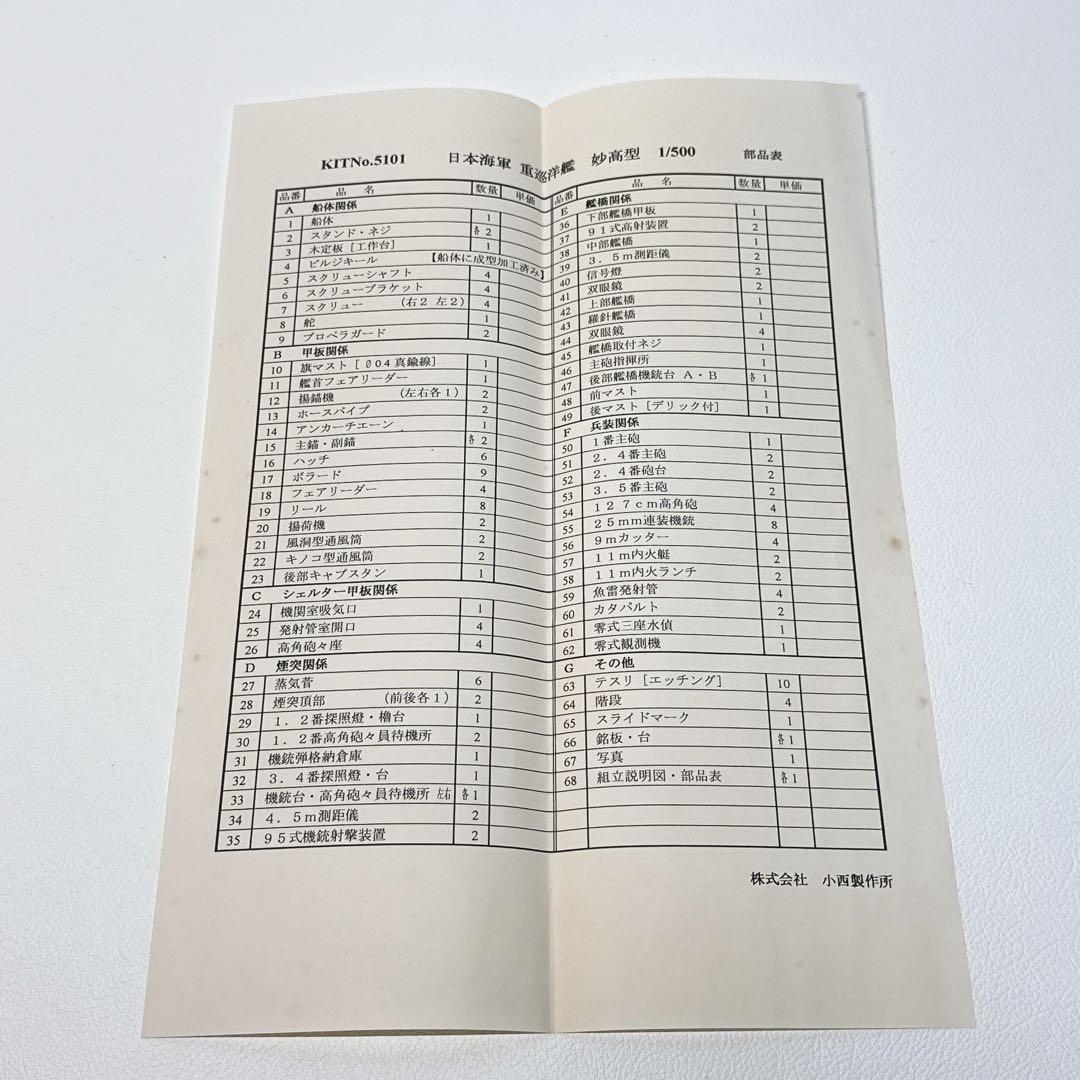 KITNo.5101 日本海軍 重巡洋艦 妙高型 1/500 部品表
品番 品 名 数量 単価
A 船体関係
1 船体 1
2 スタンド・ネジ 各 2
3 木定板［工作台］ 1
4 ビルジキール 【船体に成型加工済み】
5 スクリューシャフト 4
6 スクリューブラケット 4
7 スクリュー （右２ 左２） 4
8 舵 1
9 プロペラガード 2
B 甲板関係
10 旗マスト［ ∅０４真鍮線］ 1
11 艦首フェアリーダー 1
12 揚錨機 （左右各１） 2
13 ホースパイプ 2
14 アンカーチエーン 1
15 主錨・副錨 各 2
16 ハッチ 6
17 ボラード 9
18 フェアリーダー 4
19 リール 8
20 揚荷機 2
21 風洞型通風筒 2
22 キノコ型通風筒 2
23 後部キャプスタン 1
C シェルター甲板関係
24 機関室吸気口 1
25 発射管室開口 4
26 高角砲々座 4
D 煙突関係
27 蒸気菅 6
28 煙突頂部 （前後各１） 2
29 １．２番探照燈・櫓台 1
30 １．２番高角砲々員待機所 2
31 機銃弾格納倉庫 1
32 ３．４番探照燈・台 1
33 機銃台・高角砲々員待機所 左右 各1
34 ４．５ｍ測距儀 2
35 ９５式機銃射撃装置 2
品番 品 名 数量 単価
E 艦橋関係
36 下部艦橋甲板 1
37 ９１式高射装置 2
38 中部艦橋 1
39 ３．５ｍ測距儀 2
40 信号燈 2
41 双眼鏡 2
42 上部艦橋 1
43 羅針艦橋 1
44 双眼鏡 4
45 艦橋取付ネジ 1
46 主砲指揮所 1
47 後部艦橋機銃台 Ａ・Ｂ 各 1
48 前マスト 1
49 後マスト［デリック付］ 1
F 兵装関係
50 １番主砲 1
51 ２．４番主砲 2
52 ２．４番砲台 2
53 ３．５番主砲 2
54 １２.７ｃｍ高角砲 4
55 ２５ｍｍ連装機銃 8
56 ９ｍカッター 4
57 １１ｍ内火艇 2
58 １１ｍ内火ランチ 2
59 魚雷発射管 4
60 カタパルト 2
61 零式三座水偵 1
62 零式観測機 1
G その他
63 テスリ［エッチング］ 10
64 階段 4
65 スライドマーク 1
66 銘板・台 各1
67 写真 1
68 組立説明図・部品表 各1
株式会社 小西製作所